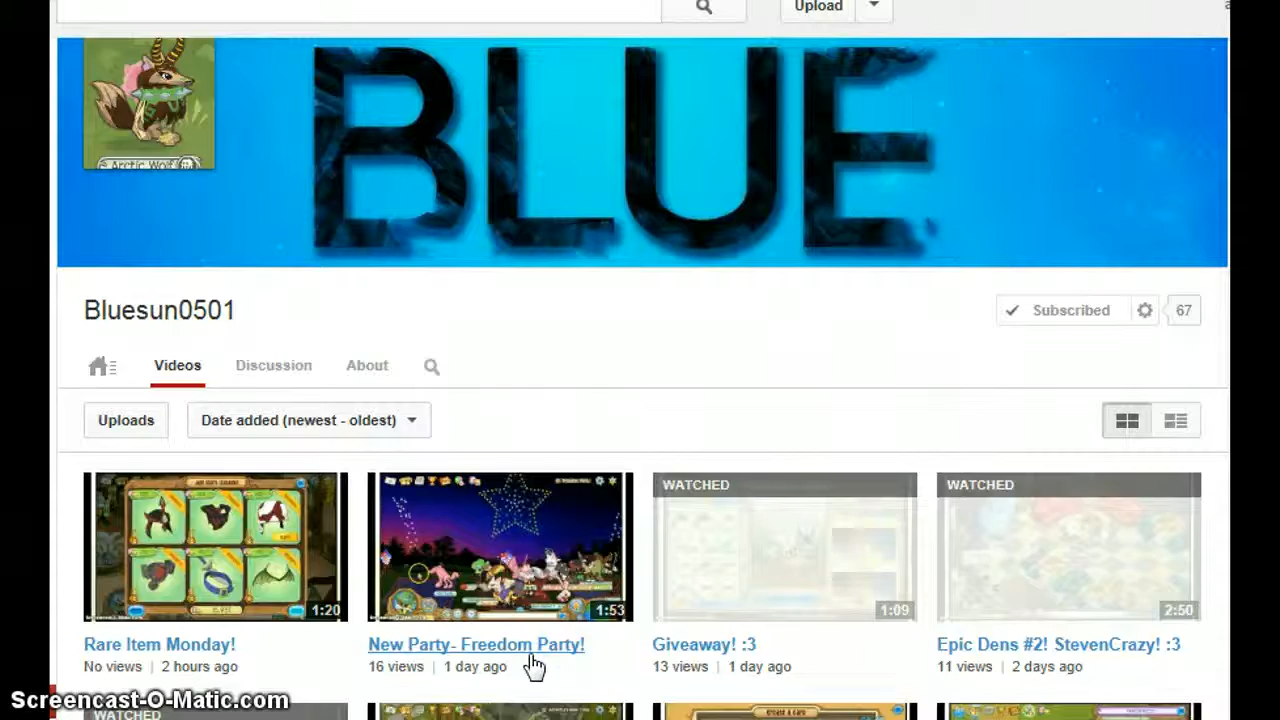 Upload
BLUE
Arctic Wolf
Bluesun0501
Subscribed
67
Videos
Discussion
About
Uploads
Date added (newest - oldest)
1:20
1:53
WATCHED
1:09
WATCHED
2:50
Rare Item Monday!
New Party- Freedom Party!
Giveaway! :3
Epic Dens #2! StevenCrazy! :3
No views | 2 hours ago
16 views | 1 day ago
13 views | 1 day ago
11 views | 2 days ago
Screencast-O-Matic.com
WATCHED